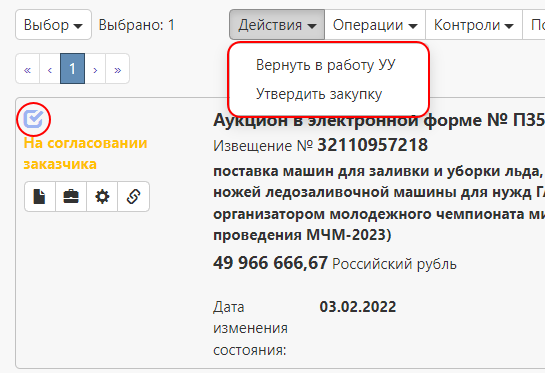 Выбор Выбрано: 1 Действия Операции Контроли
Вернуть в работу УУ
Утвердить закупку
« ‹ 1 › »
Аукцион в электронной форме № П35
На согласовании
заказчика
Извещение № 32110957218
поставка машин для заливки и уборки льда,
ножей ледозаливочной машины для нужд
организатором молодежного чемпионата
проведения МЧМ-2023)
49 966 666,67 Российский рубль
Дата
изменения
состояния:
03.02.2022